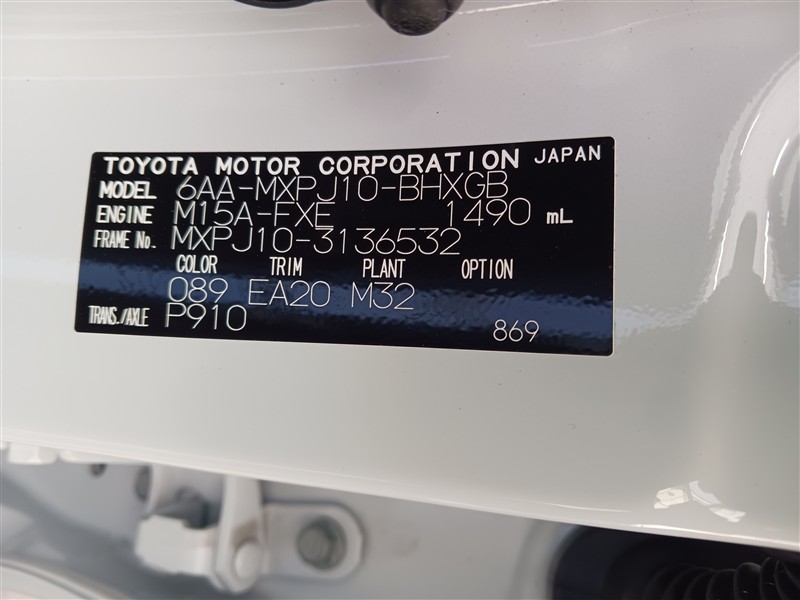 TOYOTA MOTOR CORPORATION JAPAN
MODEL 6AA-MXPJ10-BHXGB
ENGINE M15A-FXE 1490 mL
FRAME No. MXPJ10-3136532
COLOR TRIM PLANT OPTION
089 EA20 M32
TRANS./AXLE P910 869